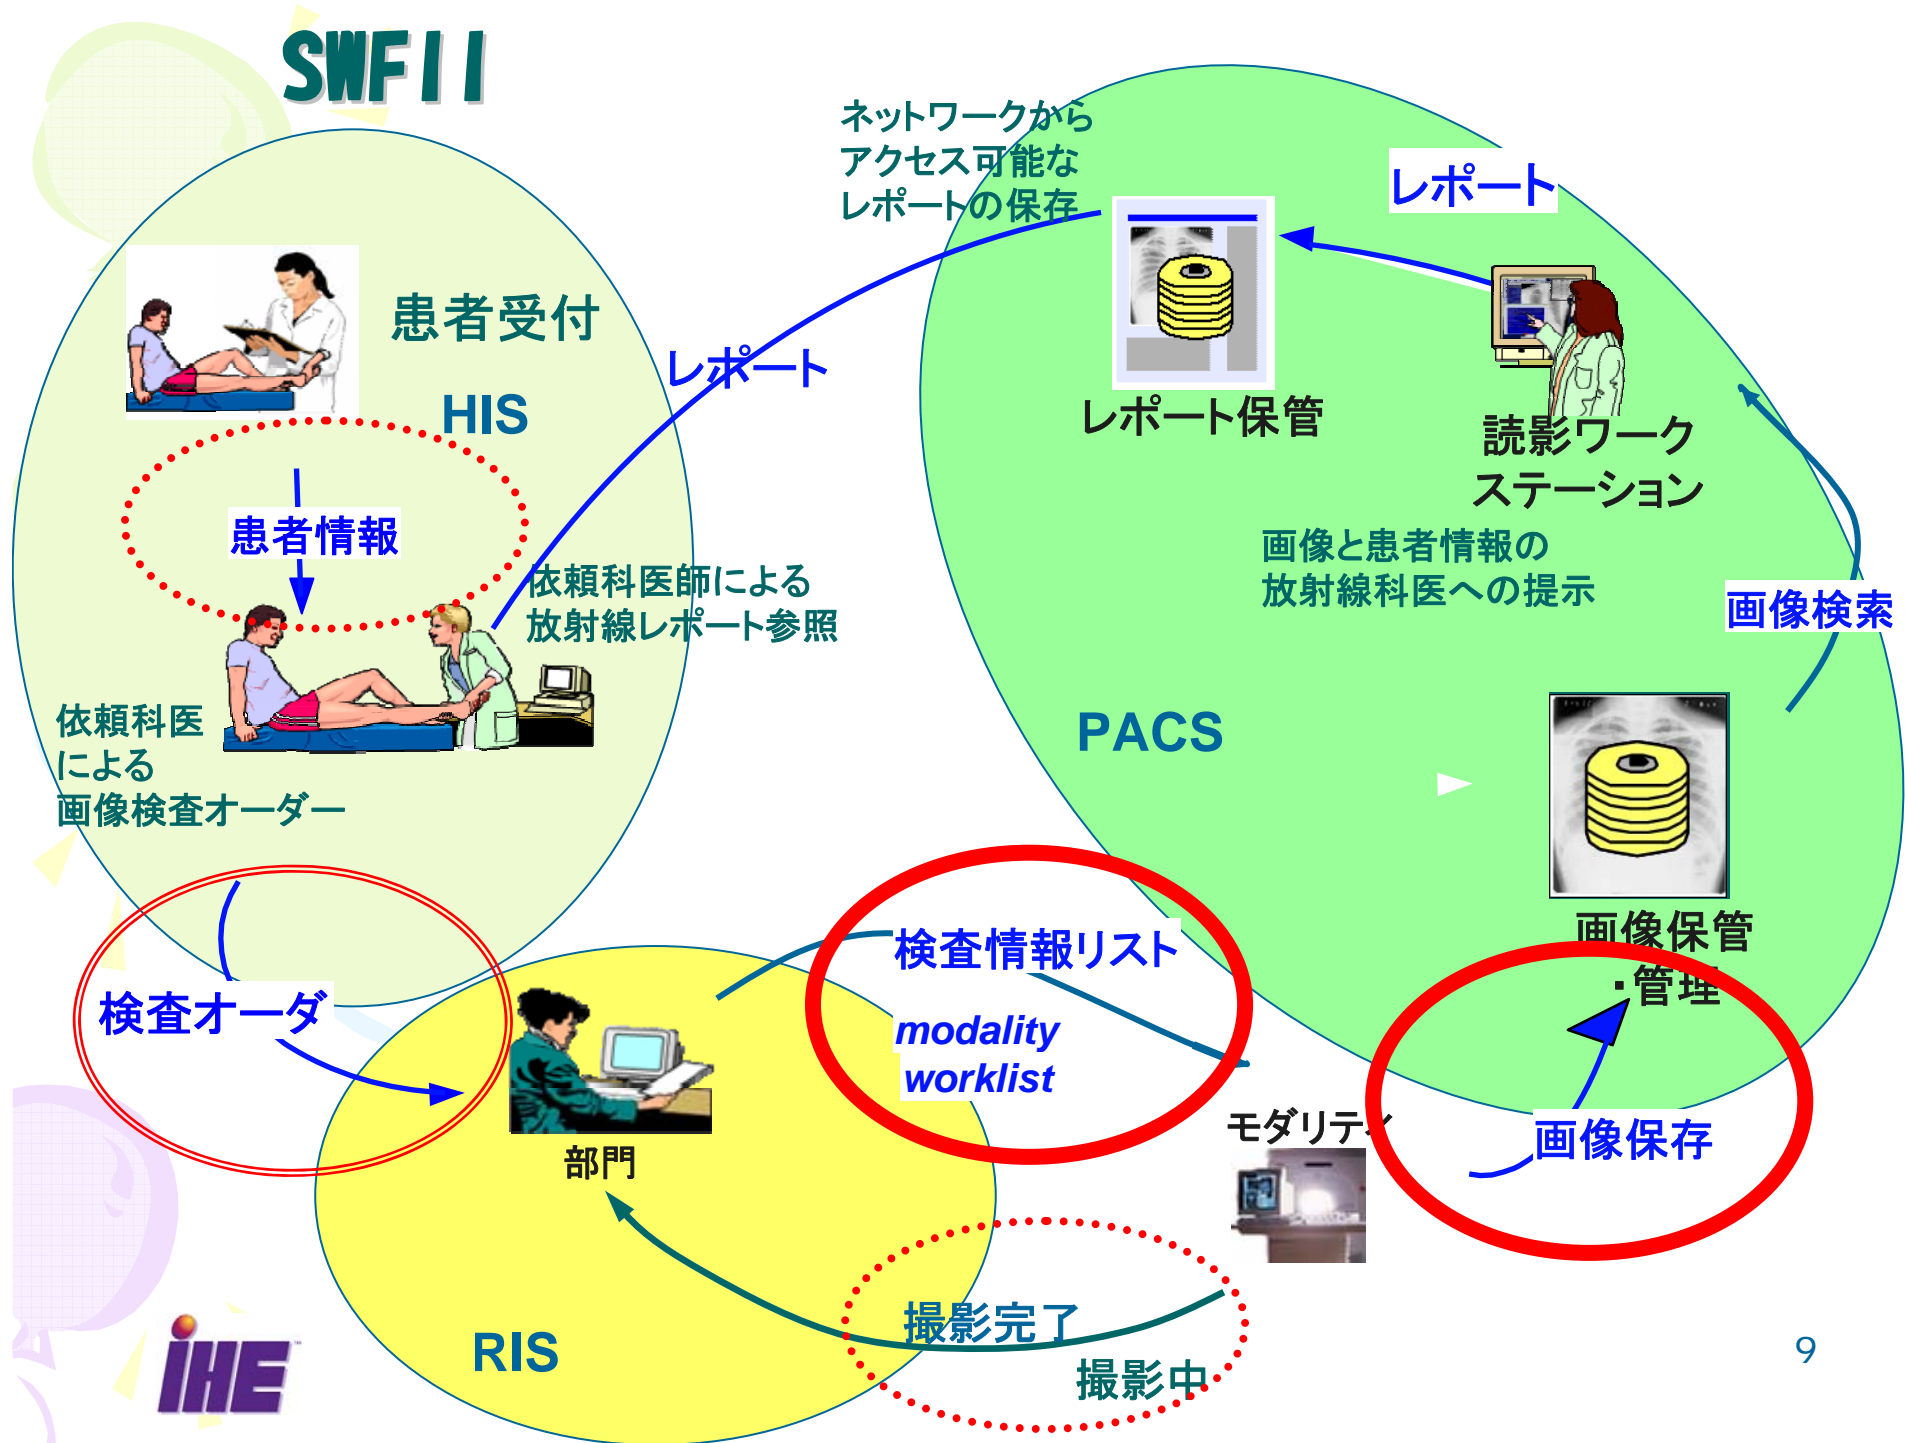 SWFII
ネットワークから
アクセス可能な
レポートの保存
レポート
患者受付
HIS
レポート
レポート保管
読影ワーク
ステーション
患者情報
依頼科医師による
放射線レポート参照
画像と患者情報の
放射線科医への提示
画像検索
依頼科医
による
画像検査オーダー
PACS
検査オーダ
検査情報リスト
modality
worklist
画像保管
・管理
モダリティ
画像保存
部門
撮影完了
撮影中
RIS
IHE
9